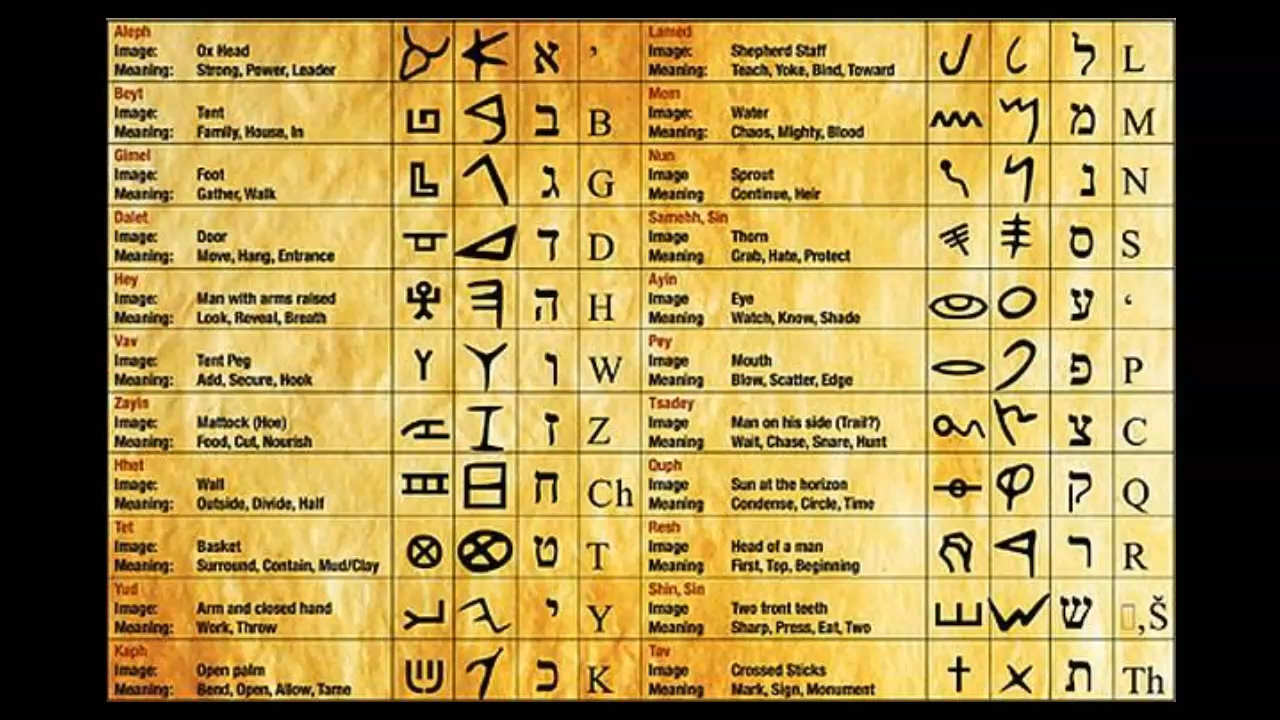 Aleph
Image: Ox Head א ’
Meaning: Strong, Power, Leader
Beyt
Image: Tent ב B
Meaning: Family, House, In
Gimel
Image: Foot ג G
Meaning: Gather, Walk
Dalet
Image: Door ד D
Meaning: Move, Hang, Entrance
Hey
Image: Man with arms raised ה H
Meaning: Look, Reveal, Breath
Vav
Image: Tent Peg ו W
Meaning: Add, Secure, Hook
Zayin
Image: Mattock (Hoe) ז Z
Meaning: Food, Cut, Nourish
Hhet
Image: Wall ח Ch
Meaning: Outside, Divide, Half
Tet
Image: Basket ט T
Meaning: Surround, Contain, Mud/Clay
Yud
Image: Arm and closed hand י Y
Meaning: Work, Throw
Kaph
Image: Open palm כ K
Meaning: Bend, Open, Allow, Tame
Lamed
Image: Shepherd Staff ל L
Meaning: Teach, Yoke, Bind, Toward
Mem
Image: Water מ M
Meaning: Chaos, Mighty, Blood
Nun
Image Sprout נ N
Meaning Continue, Heir
Samehh, Sin
Image Thorn ס S
Meaning Grab, Hate, Protect
Ayin
Image Eye ע ‘
Meaning Watch, Know, Shade
Pey
Image Mouth פ P
Meaning Blow, Scatter, Edge
Tsadey
Image Man on his side (Trail?) צ C
Meaning Wait, Chase, Snare, Hunt
Quph
Image Sun at the horizon ק Q
Meaning Condense, Circle, Time
Resh
Image Head of a man ר R
Meaning First, Top, Beginning
Shin, Sin
Image Two front teeth ש ,Š
Meaning Sharp, Press, Eat, Two
Tav
Image Crossed Sticks ת Th
Meaning Mark, Sign, Monument